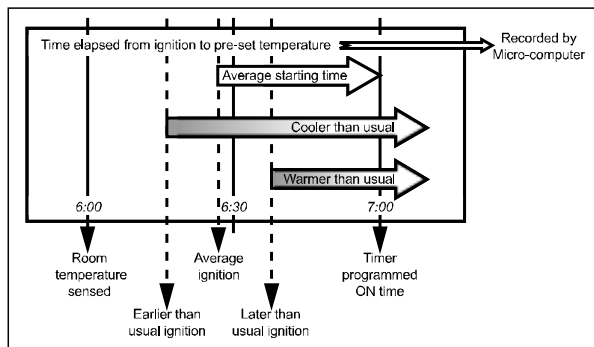 Time elapsed from ignition to pre-set temperature
Recorded by
Micro-computer
Average starting time
Cooler than usual
Warmer than usual
6:00
6:30
7:00
Room
temperature
sensed
Average
ignition
Timer
programmed
ON time
Earlier than
usual ignition
Later than
usual ignition